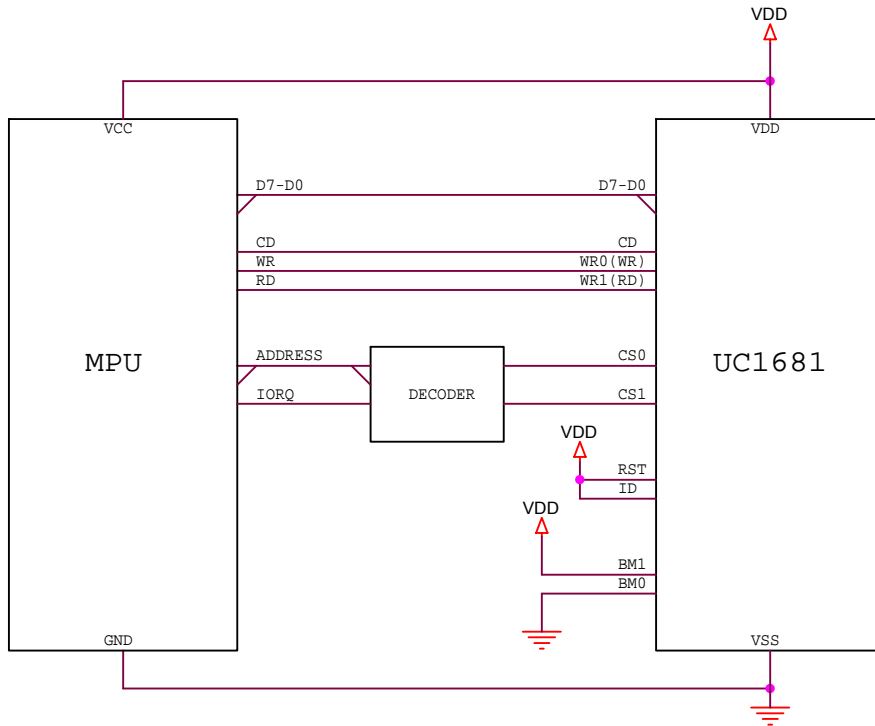 VDD
VCC
VDD
D7-D0
D7-D0
CD
CD
WR
WR0(WR)
RD
WR1(RD)
MPU
ADDRESS
DECODER
CS0
UC1681
IORQ
CS1
VDD
RST
ID
VDD
BM1
BM0
GND
VSS